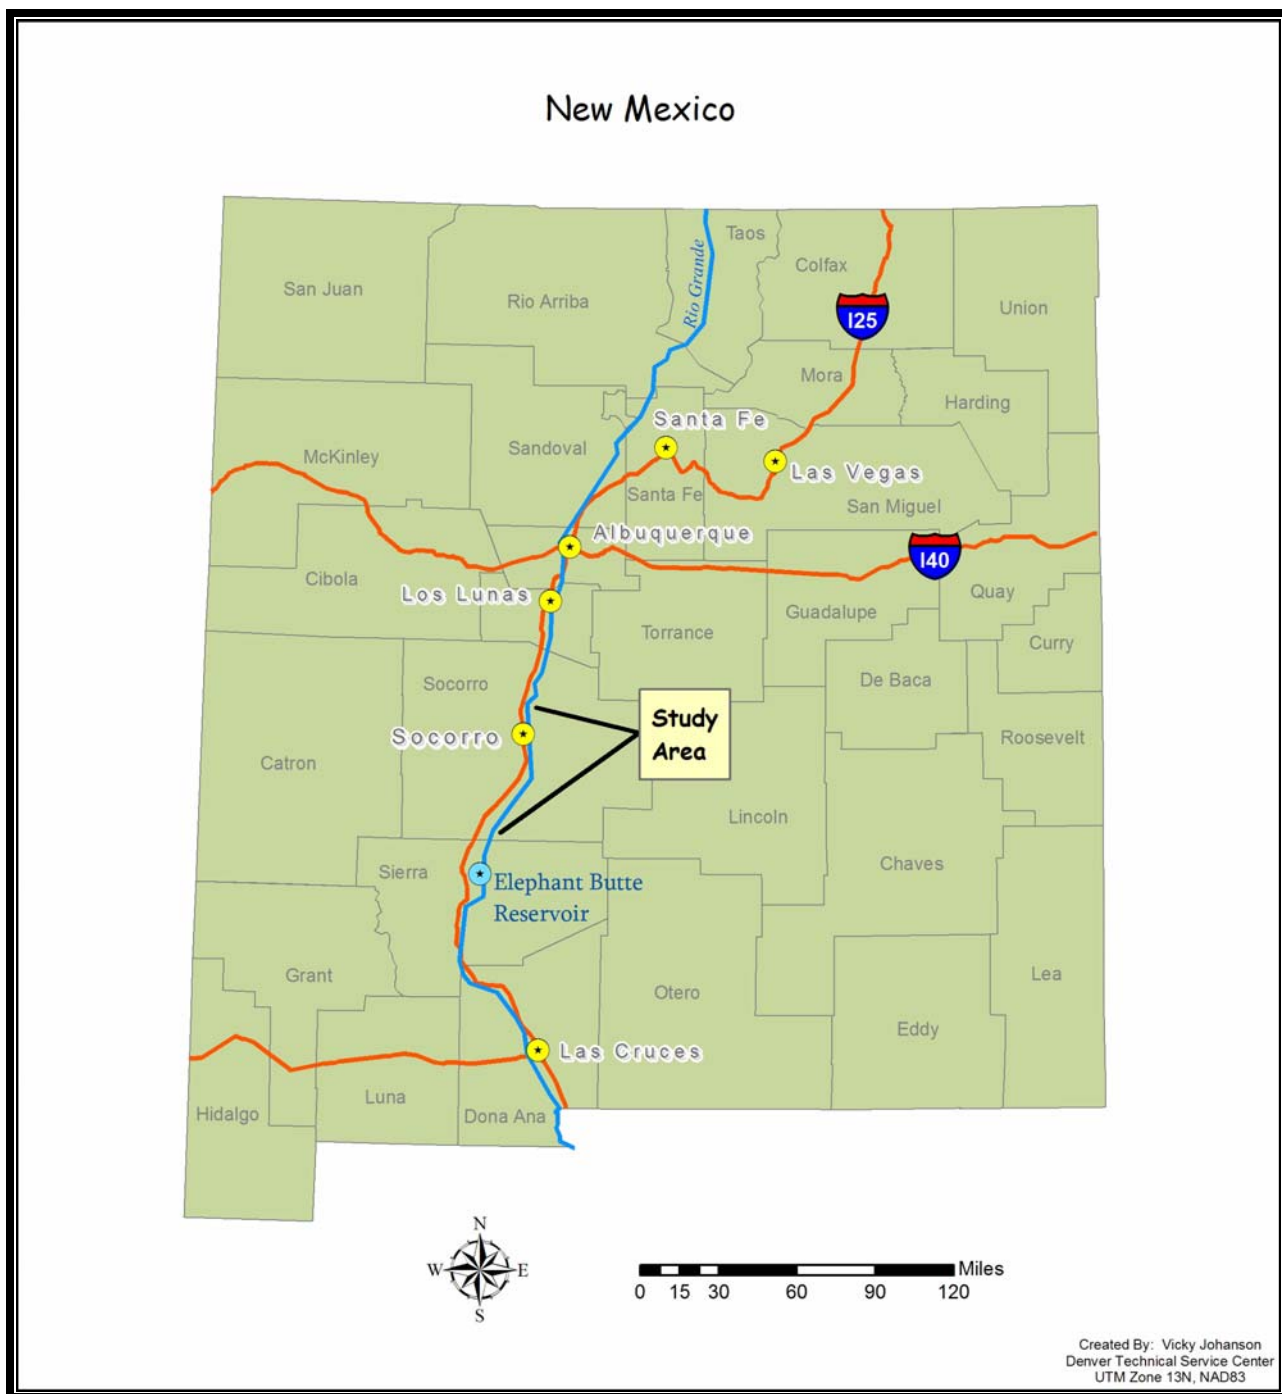 New Mexico
Taos
Colfax
San Juan
Rio Arriba
Rio Grande
I25
Union
Mora
Harding
Santa Fe
Sandoval
McKinley
Las Vegas
Santa Fe
San Miguel
Albuquerque
I40
Cibola
Los Lunas
Quay
Guadalupe
Torrance
Curry
De Baca
Socorro
Study
Area
Socorro
Roosevelt
Catron
Lincoln
Chaves
Sierra
Elephant Butte
Reservoir
Grant
Otero
Lea
Eddy
Las Cruces
Luna
Hidalgo
Dona Ana
N
W
E
S
Miles
0 15 30 60 90 120
Created By: Vicky Johanson
Denver Technical Service Center
UTM Zone 13N, NAD83